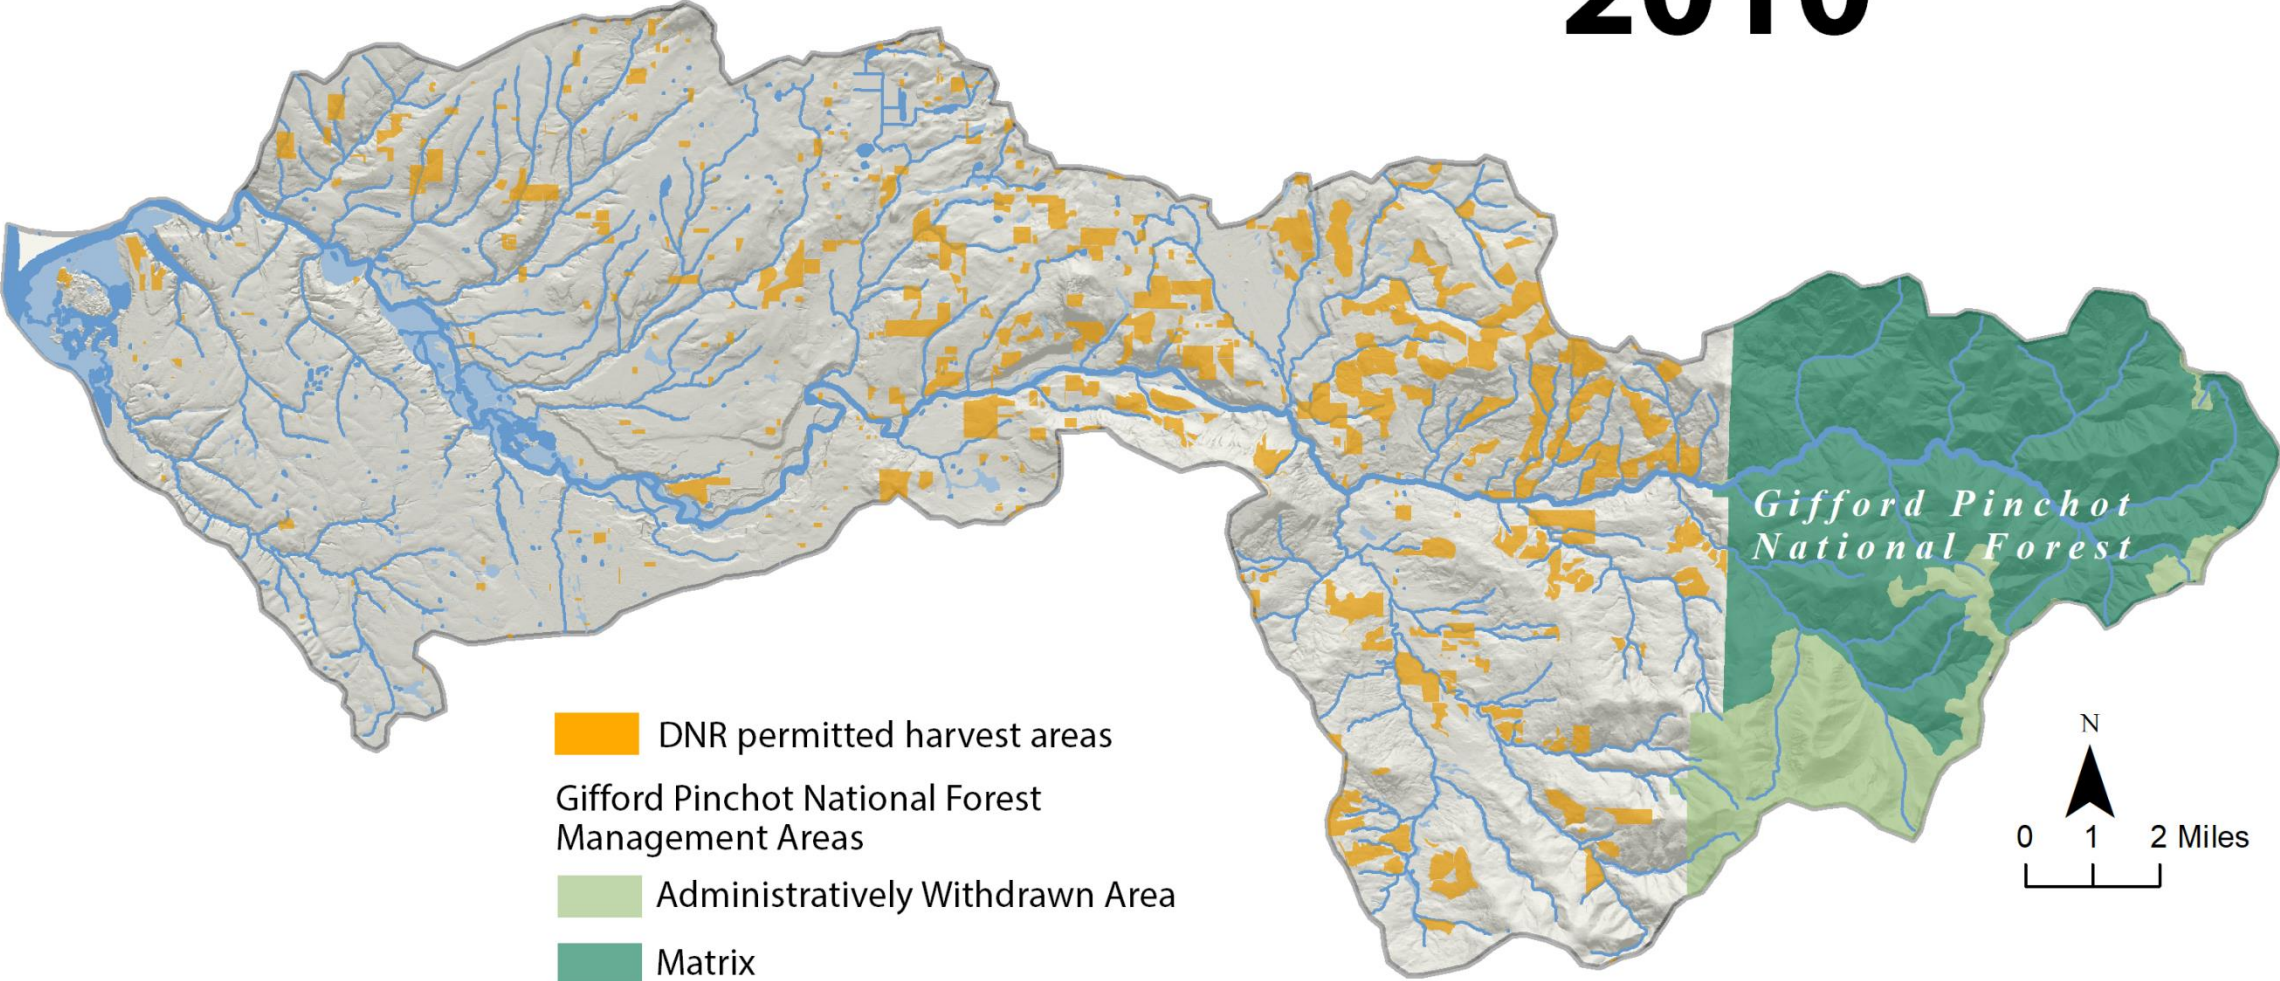 2010
Gifford Pinchot
National Forest
DNR permitted harvest areas
Gifford Pinchot National Forest
Management Areas
Administratively Withdrawn Area
Matrix
N
0 1 2 Miles